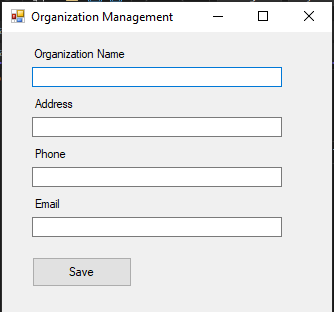 Organization Management
Organization Name
Address
Phone
Email
Save